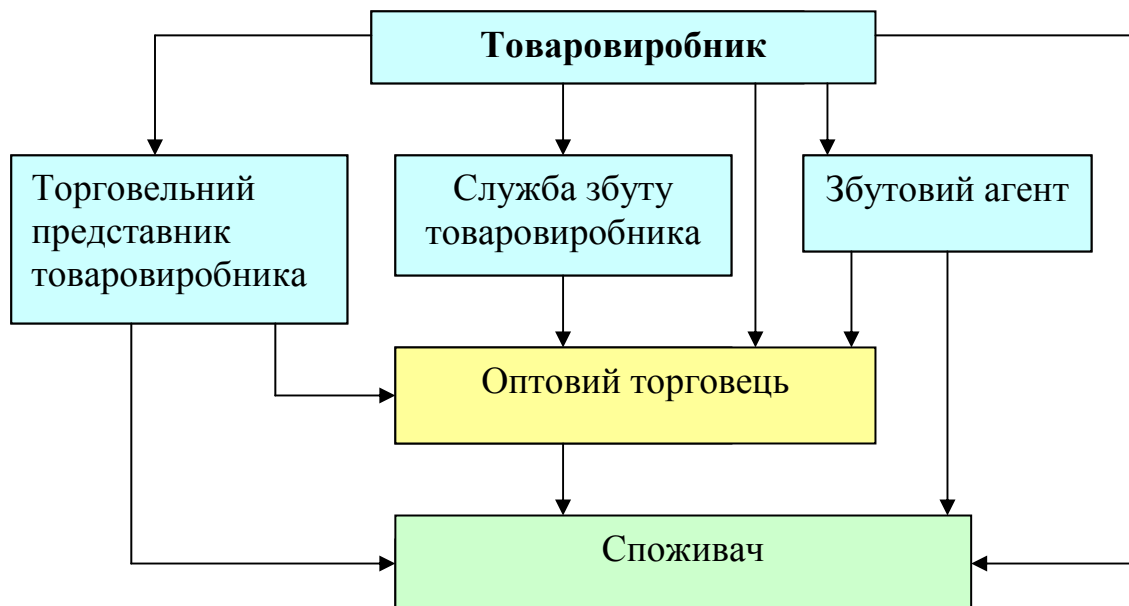 Товаровиробник
Торговельний
представник
товаровиробника
Служба збуту
товаровиробника
Збутовий агент
Оптовий торговець
Споживач